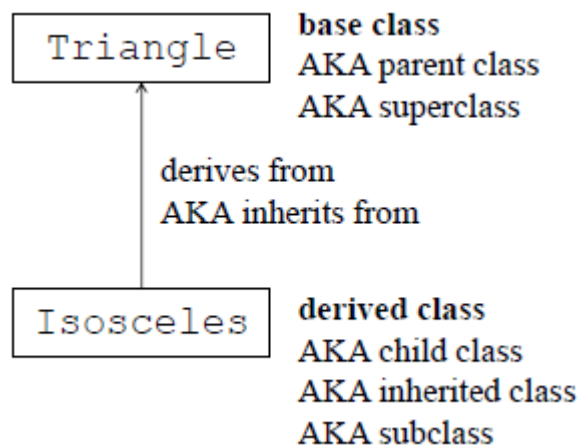 Triangle
base class
AKA parent class
AKA superclass
derives from
AKA inherits from
Isosceles
derived class
AKA child class
AKA inherited class
AKA subclass